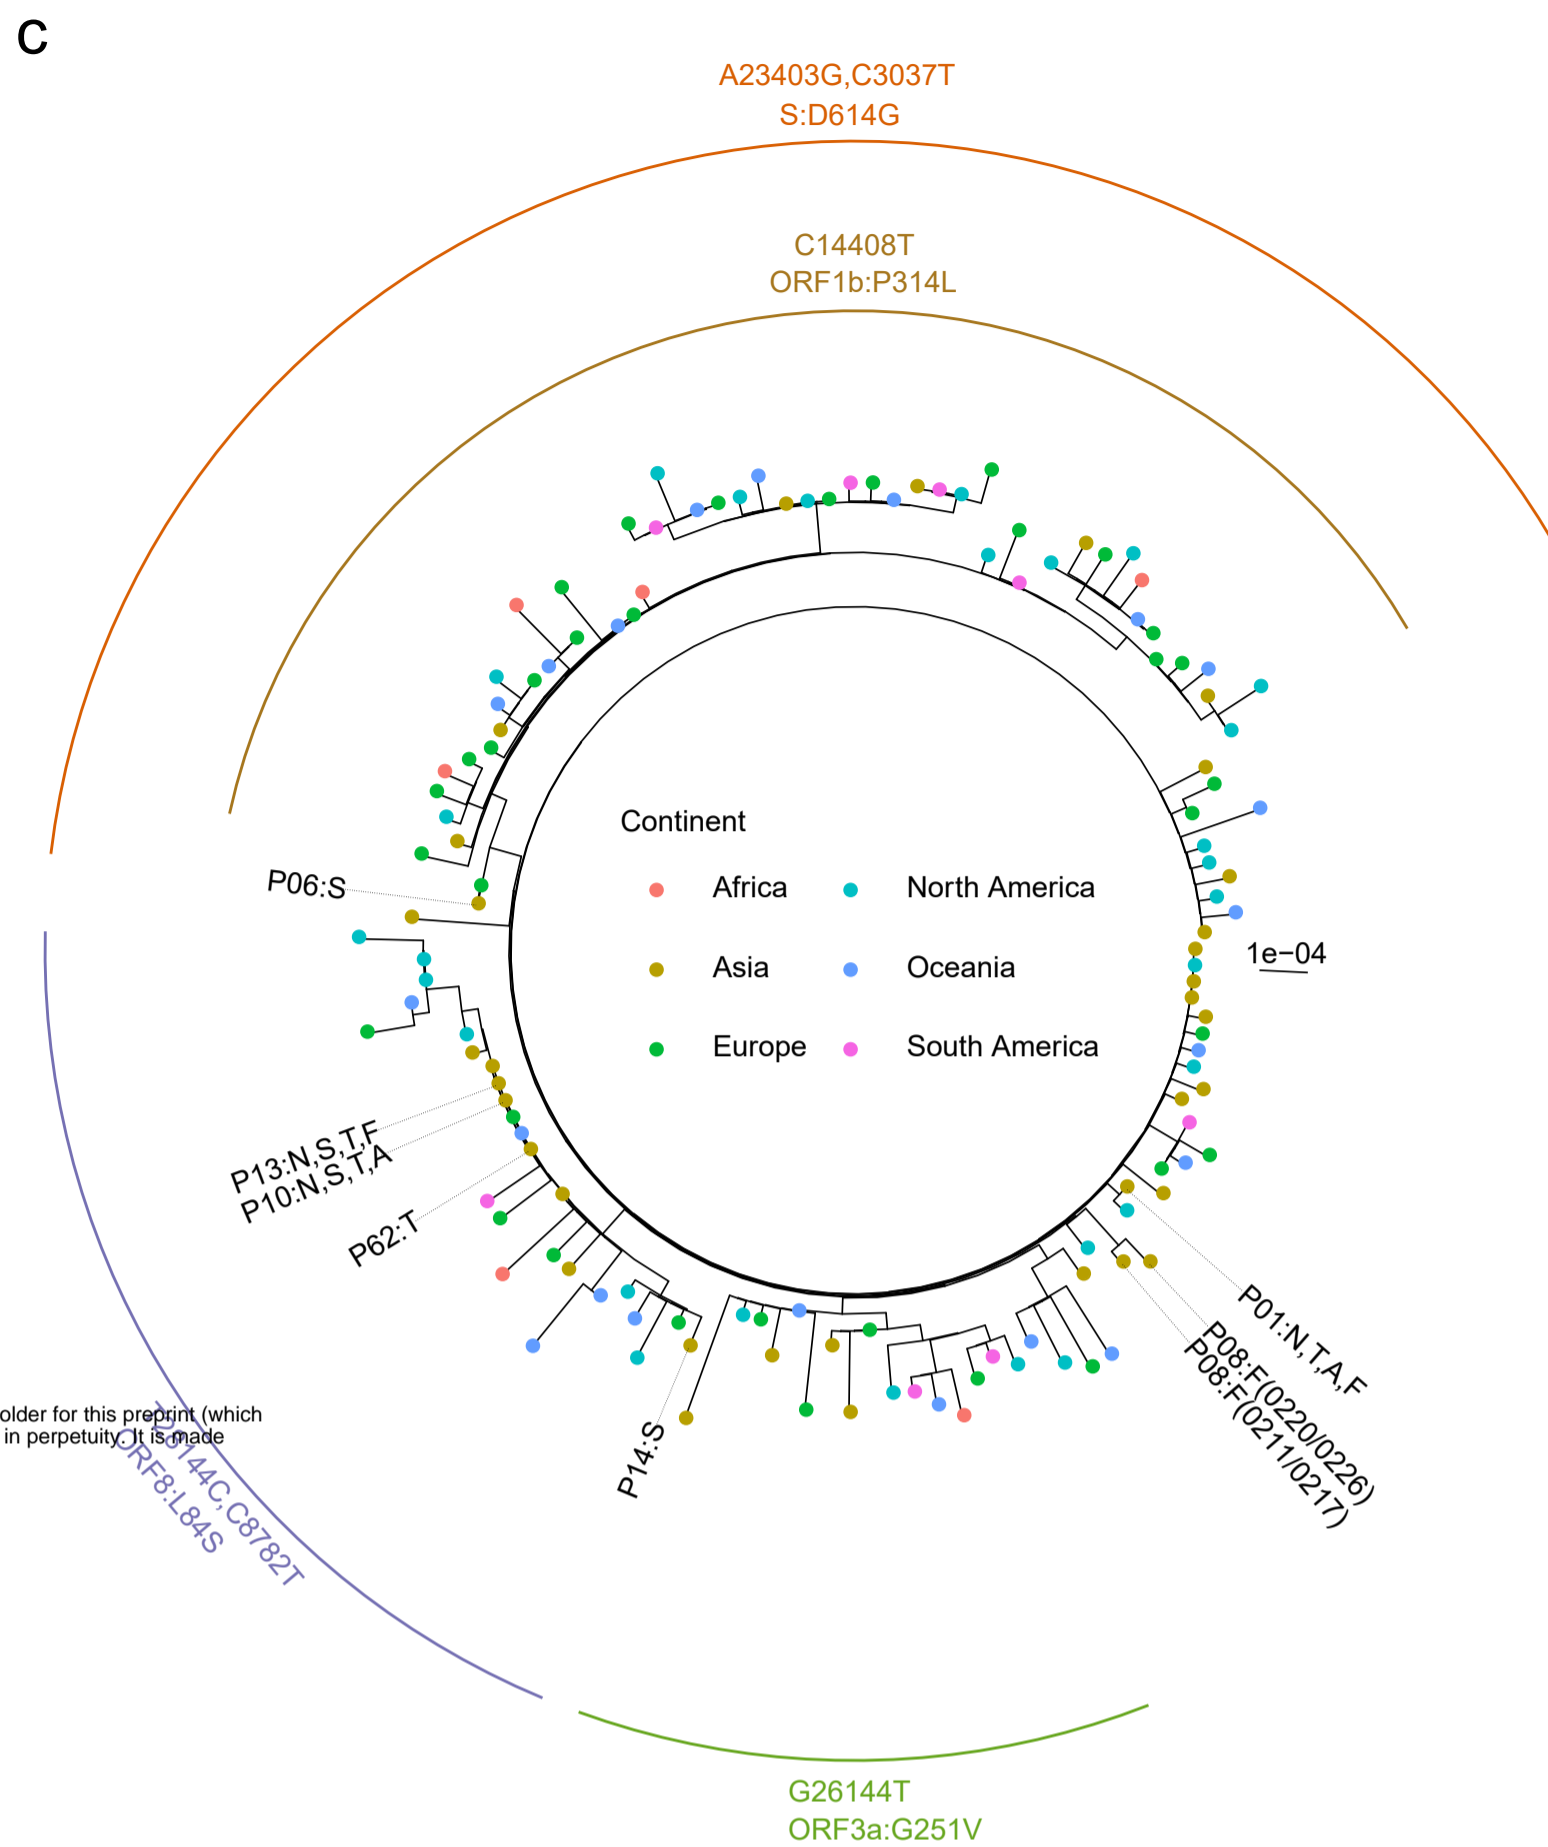 C
A23403G,C3037T
S:D614G
C14408T
ORF1b:P314L
Continent
Africa
North America
Asia
Oceania
Europe
South America
1e−04
P06:S
P13:N,S,T,F
P10:N,S,T,A
P62:T
P14:S
P01:N,T,A,F
P08:F(0220/0226)
P08:F(0211/0217)
older for this preprint (which
in perpetuity. It is made
T28144C,C8782T
ORF8:L84S
G26144T
ORF3a:G251V